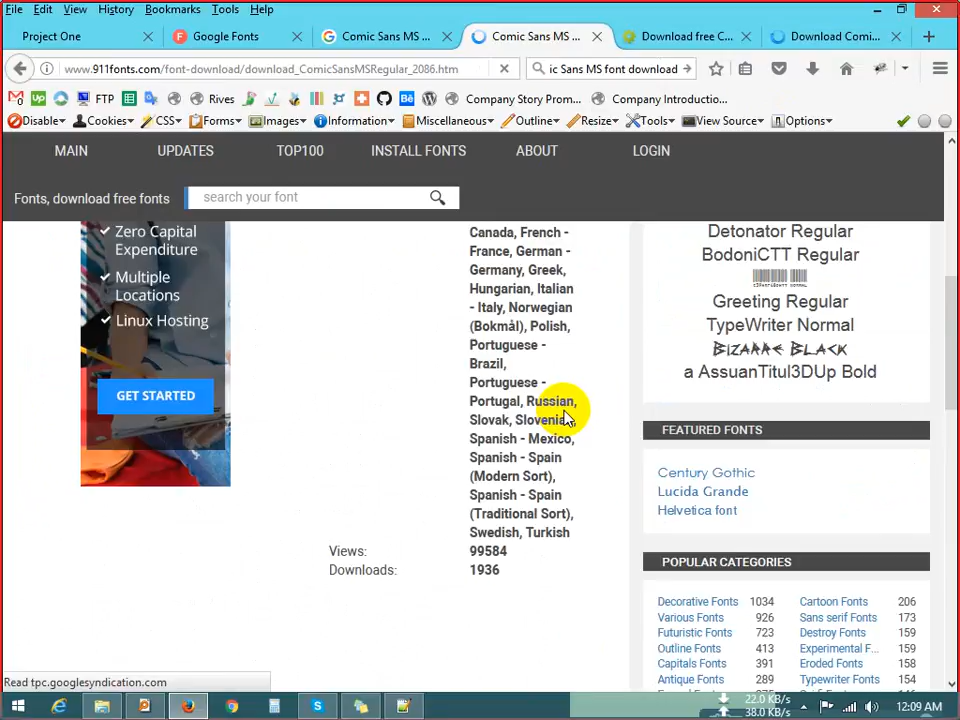 File Edit View History Bookmarks Tools Help
Project One
Google Fonts
Comic Sans MS ...
Comic Sans MS ...
Download free C...
Download Comi...
www.911fonts.com/font-download/download_ComicSansMSRegular_2086.htm
ic Sans MS font download
FTP
Rives
Company Story Prom...
Company Introductio...
Disable Cookies CSS Forms Images Information Miscellaneous Outline Resize Tools View Source Options
MAIN UPDATES TOP100 INSTALL FONTS ABOUT LOGIN
Fonts, download free fonts
search your font
Zero Capital
Expenditure
Multiple
Locations
Linux Hosting
GET STARTED
Canada, French -
France, German -
Germany, Greek,
Hungarian, Italian
- Italy, Norwegian
(Bokmål), Polish,
Portuguese -
Brazil,
Portuguese -
Portugal, Russian,
Slovak, Slovenian,
Spanish - Mexico,
Spanish - Spain
(Modern Sort),
Spanish - Spain
(Traditional Sort),
Swedish, Turkish
Views: 99584
Downloads: 1936
Detonator Regular
BodoniCTT Regular
Greeting Regular
TypeWriter Normal
BIZARRE BLACK
a AssuanTitul3DUp Bold
FEATURED FONTS
Century Gothic
Lucida Grande
Helvetica font
POPULAR CATEGORIES
Decorative Fonts 1034 Cartoon Fonts 206
Various Fonts 926 Sans serif Fonts 173
Futuristic Fonts 723 Destroy Fonts 159
Outline Fonts 413 Experimental F... 159
Capitals Fonts 391 Eroded Fonts 158
Antique Fonts 289 Typewriter Fonts 154
Read tpc.googlesyndication.com
22.0 KB/s
38.0 KB/s
12:09 AM